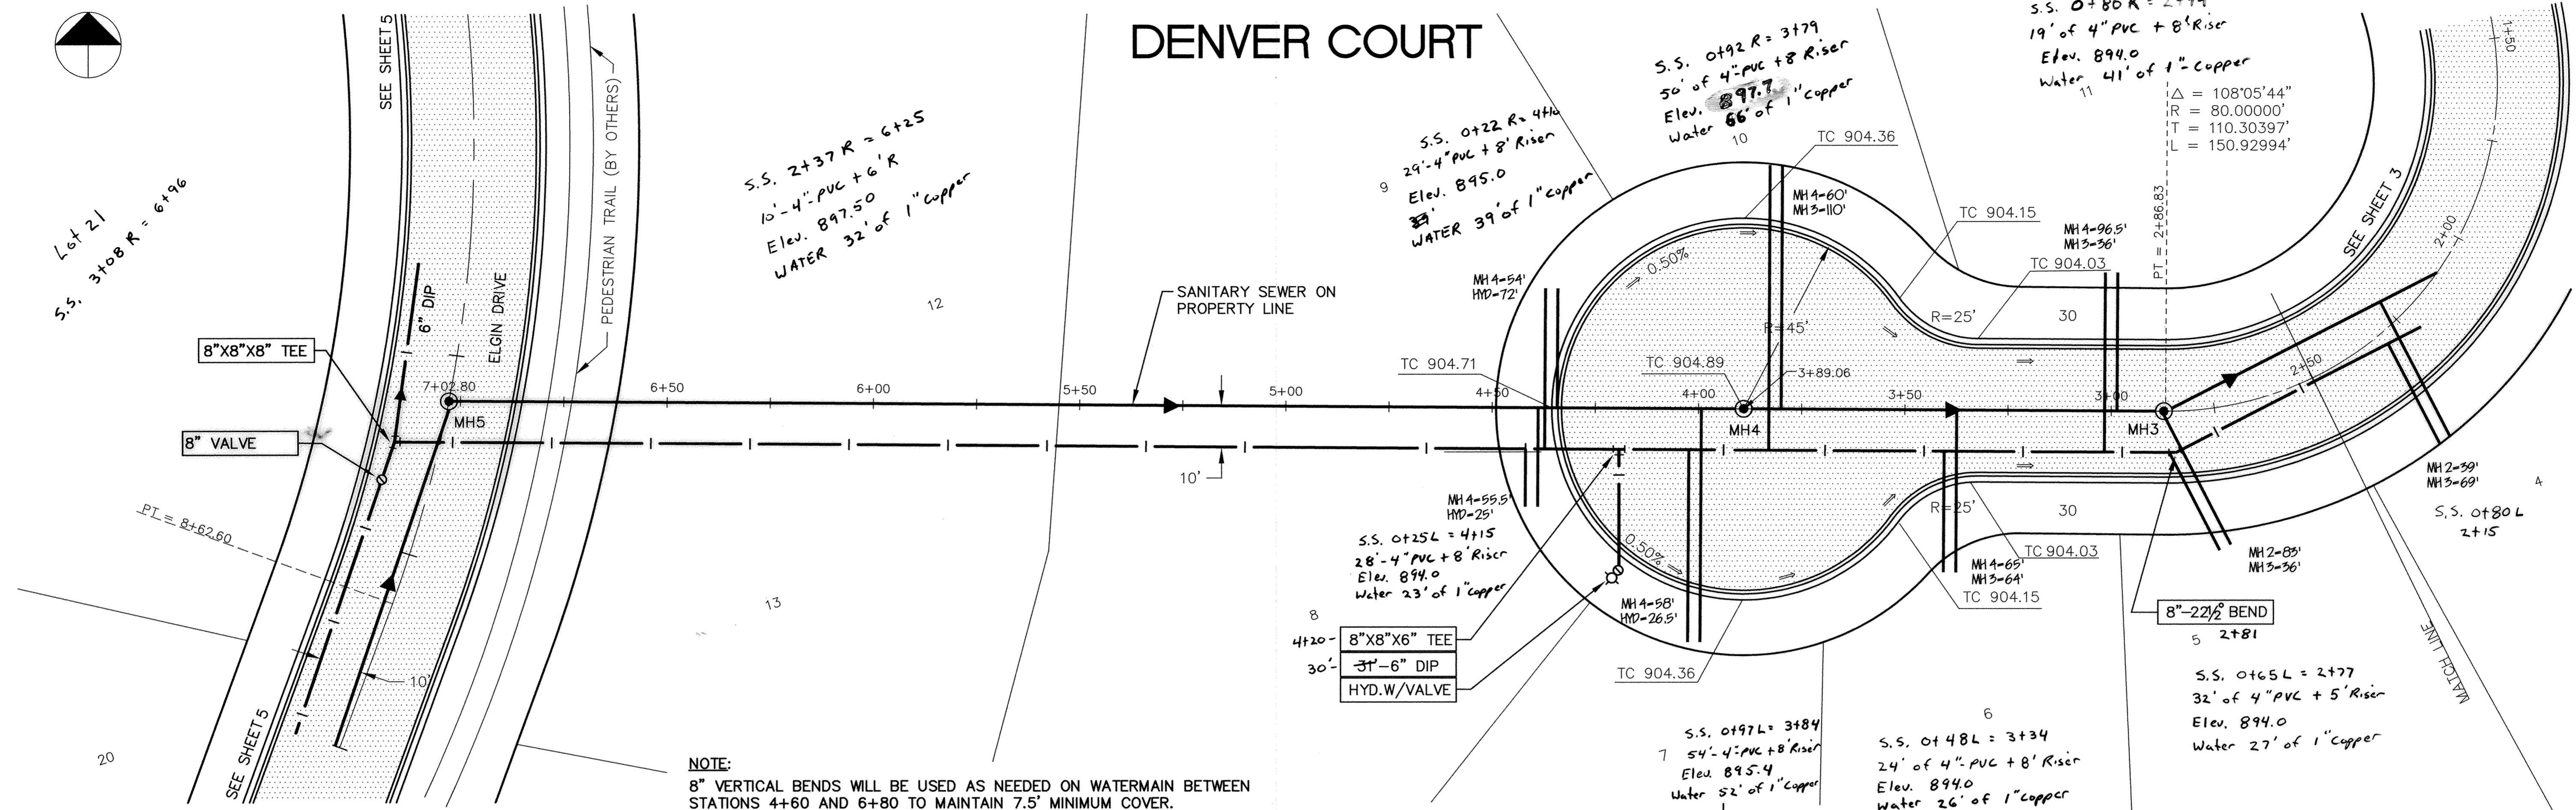 DENVER COURT
SEE SHEET 5
PEDESTRIAN TRAIL (BY OTHERS)
ELGIN DRIVE
6" DIP
Lot 21
S.S. 3+08 R = 6+96
S.S. 2+37 R = 6+25
10'-4"-PVC + 6'R
Elev. 897.50
WATER 32' of 1" Copper
12
SANITARY SEWER ON
PROPERTY LINE
8"X8"X8" TEE
8" VALVE
7+02.80
MH5
6+50
6+00
5+50
5+00
4+50
4+00
3+50
3+00
10'
PT = 8+62.60
10'
SEE SHEET 5
20
13
NOTE:
8" VERTICAL BENDS WILL BE USED AS NEEDED ON WATERMAIN BETWEEN
STATIONS 4+60 AND 6+80 TO MAINTAIN 7.5' MINIMUM COVER.
9
S.S. 0+22 R = 4+10
29'-4" PVC + 8' Riser
Elev. 895.0
WATER 39' of 1" Copper
S.S. 0+92 R = 3+79
50' of 4"-PVC + 8 Riser
Elev. 897.7
Water 66' of 1" Copper
10
TC 904.36
S.S. 0+80 R = 2+99
19' of 4" PVC + 8' Riser
Elev. 894.0
Water 41' of 1"-Copper
11
Δ = 108°05'44"
R = 80.00000'
T = 110.30397'
L = 150.92994'
PT = 2+86.83
1+50
2+00
2+50
SEE SHEET 3
MH 4=60'
MH 3=110'
TC 904.15
MH 4=96.5'
MH 3=36'
TC 904.03
MH 4=54'
HYD=72'
0.50%
R=45'
R=25'
30
TC 904.71
TC 904.89
3+89.06
MH4
MH3
MH 4=55.5'
HYD=25'
S.S. 0+25 L = 4+15
28'-4" PVC + 8' Riser
Elev. 894.0
Water 23' of 1" Copper
8
4+20- 8"X8"X6" TEE
30'- 31'-6" DIP
HYD.W/VALVE
0.50%
MH 4=58'
HYD=26.5'
TC 904.36
R=25'
30
TC 904.03
MH 4=65'
MH 3=64'
TC 904.15
MH 2=39'
MH 3=69'
4
S.S. 0+80 L
2+15
MH 2=83'
MH 3=36'
8"-22½° BEND
2+81
5
MATCH LINE
S.S. 0+65 L = 2+77
32' of 4" PVC + 5' Riser
Elev. 894.0
Water 27' of 1" Copper
6
S.S. 0+48 L = 3+34
24' of 4"-PVC + 8' Riser
Elev. 894.0
Water 26' of 1" Copper
7
S.S. 0+97 L = 3+84
54'-4"-PVC + 8' Riser
Elev. 895.4
Water 52' of 1" Copper